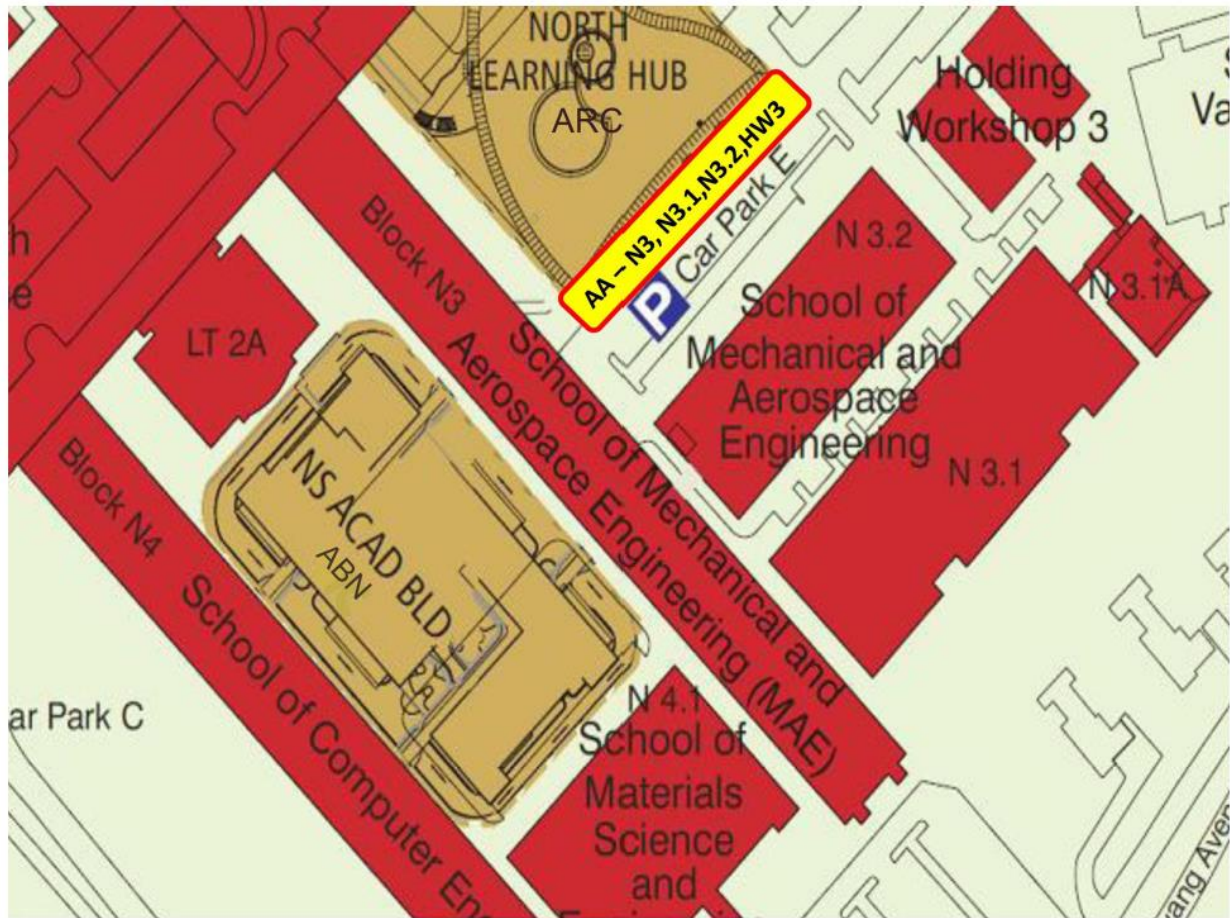 NORTH
LEARNING HUB
ARC
Holding
Workshop 3
Va
AA – N3, N3.1,N3.2,HW3
P
Car Park E
N 3.2
School of
Mechanical and
Aerospace
Engineering
N 3.1A
N 3.1
Block N3 School of Mechanical and
Aerospace Engineering (MAE)
h
e
LT 2A
NS ACAD BLD
ABN
Block N4 School of Computer Eng
ar Park C
N 4.1
School of
Materials
Science
and
ang Ave